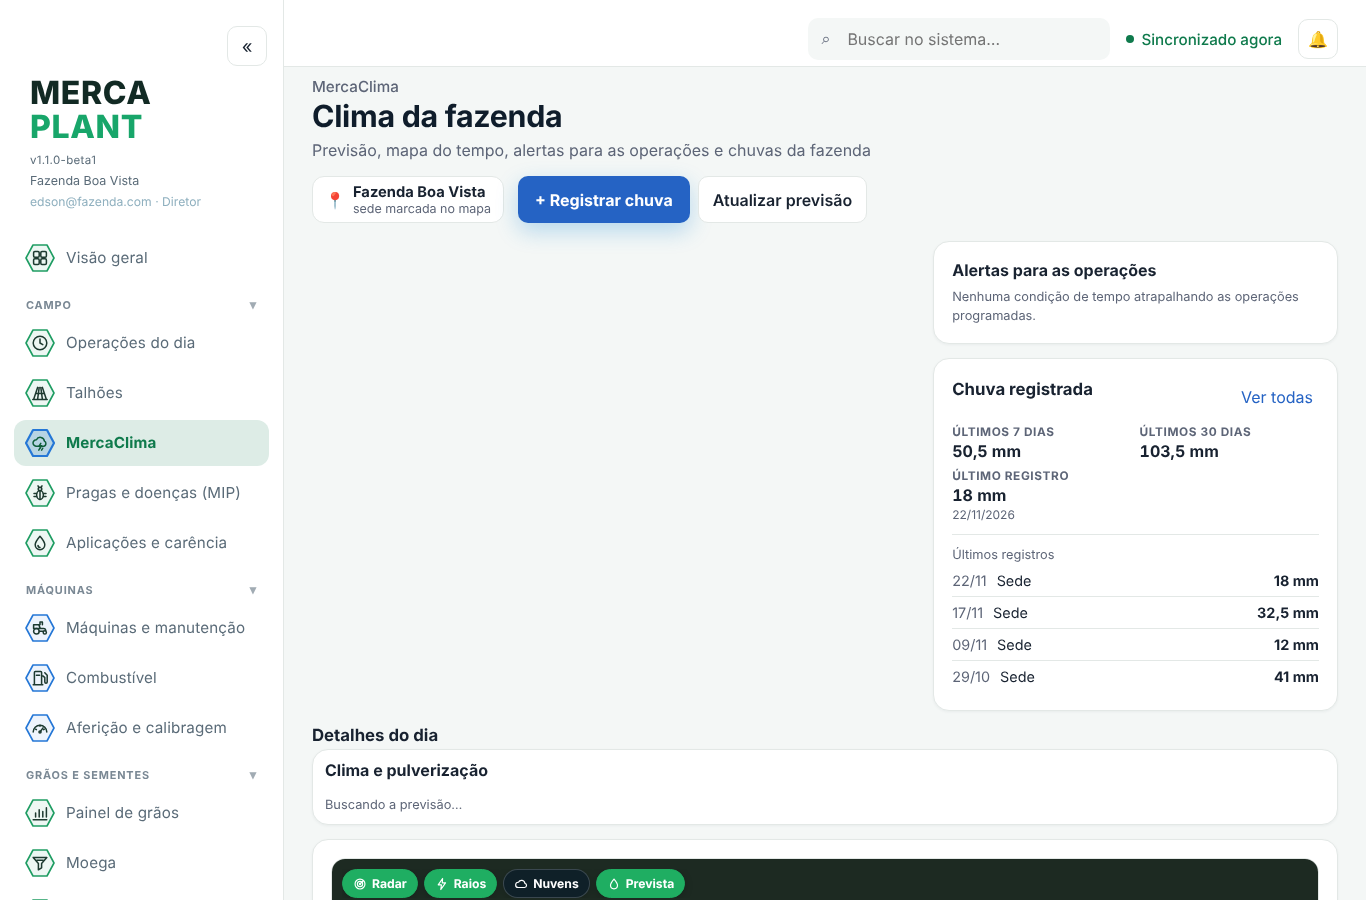 «
MERCA
PLANT
v1.1.0-beta1
Fazenda Boa Vista
edson@fazenda.com · Diretor
Visão geral
CAMPO ▼
Operações do dia
Talhões
MercaClima
Pragas e doenças (MIP)
Aplicações e carência
MÁQUINAS ▼
Máquinas e manutenção
Combustível
Aferição e calibragem
GRÃOS E SEMENTES ▼
Painel de grãos
Moega
Buscar no sistema...
Sincronizado agora
MercaClima
Clima da fazenda
Previsão, mapa do tempo, alertas para as operações e chuvas da fazenda
Fazenda Boa Vista
sede marcada no mapa
+ Registrar chuva
Atualizar previsão
Alertas para as operações
Nenhuma condição de tempo atrapalhando as operações
programadas.
Chuva registrada
Ver todas
ÚLTIMOS 7 DIAS
50,5 mm
ÚLTIMOS 30 DIAS
103,5 mm
ÚLTIMO REGISTRO
18 mm
22/11/2026
Últimos registros
22/11 Sede 18 mm
17/11 Sede 32,5 mm
09/11 Sede 12 mm
29/10 Sede 41 mm
Detalhes do dia
Clima e pulverização
Buscando a previsão...
Radar
Raios
Nuvens
Prevista